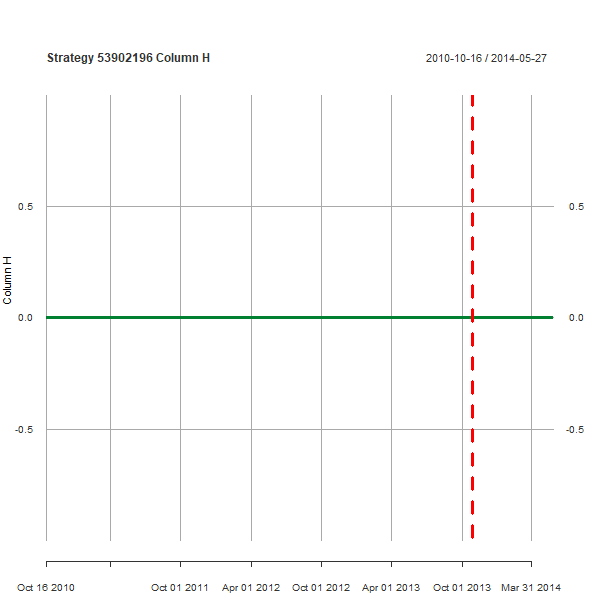 Strategy 53902196 Column H
2010-10-16 / 2014-05-27
0.5
0.5
Column H
0.0
0.0
-0.5
-0.5
Oct 16 2010
Oct 01 2011
Apr 01 2012
Oct 01 2012
Apr 01 2013
Oct 01 2013
Mar 31 2014